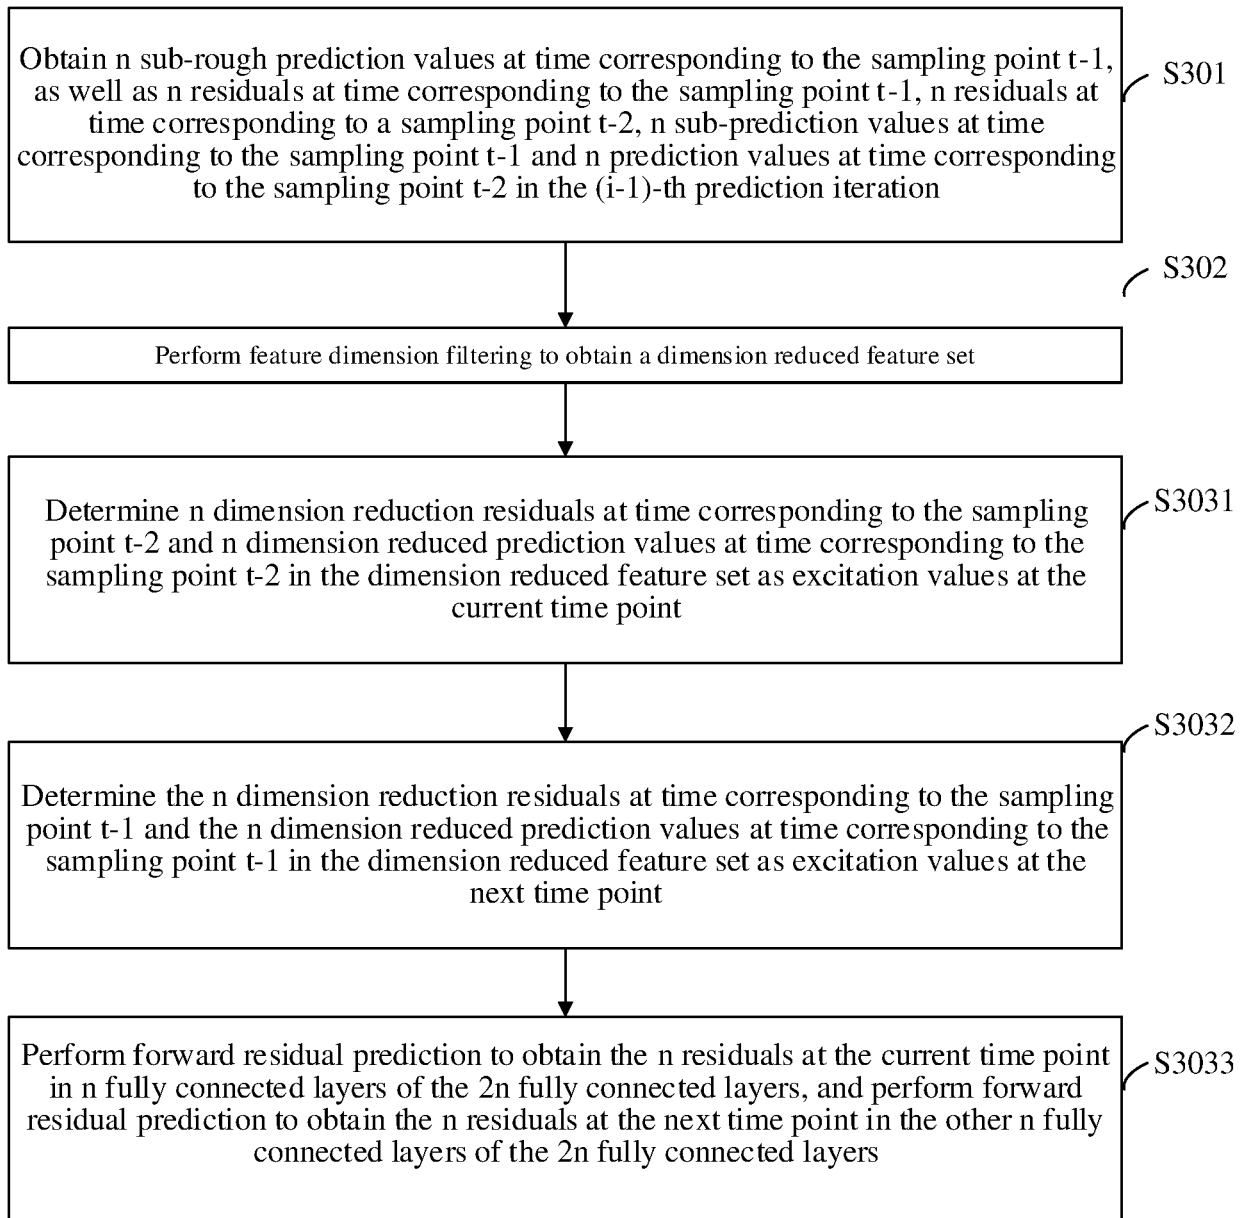 Obtain n sub-rough prediction values at time corresponding to the sampling point t-1,
as well as n residuals at time corresponding to the sampling point t-1, n residuals at
time corresponding to a sampling point t-2, n sub-prediction values at time
corresponding to the sampling point t-1 and n prediction values at time corresponding
to the sampling point t-2 in the (i-1)-th prediction iteration
S301
S302
Perform feature dimension filtering to obtain a dimension reduced feature set
Determine n dimension reduction residuals at time corresponding to the sampling
point t-2 and n dimension reduced prediction values at time corresponding to the
sampling point t-2 in the dimension reduced feature set as excitation values at the
current time point
S3031
S3032
Determine the n dimension reduction residuals at time corresponding to the sampling
point t-1 and the n dimension reduced prediction values at time corresponding to the
sampling point t-1 in the dimension reduced feature set as excitation values at the
next time point
Perform forward residual prediction to obtain the n residuals at the current time point
in n fully connected layers of the 2n fully connected layers, and perform forward
residual prediction to obtain the n residuals at the next time point in the other n fully
connected layers of the 2n fully connected layers
S3033